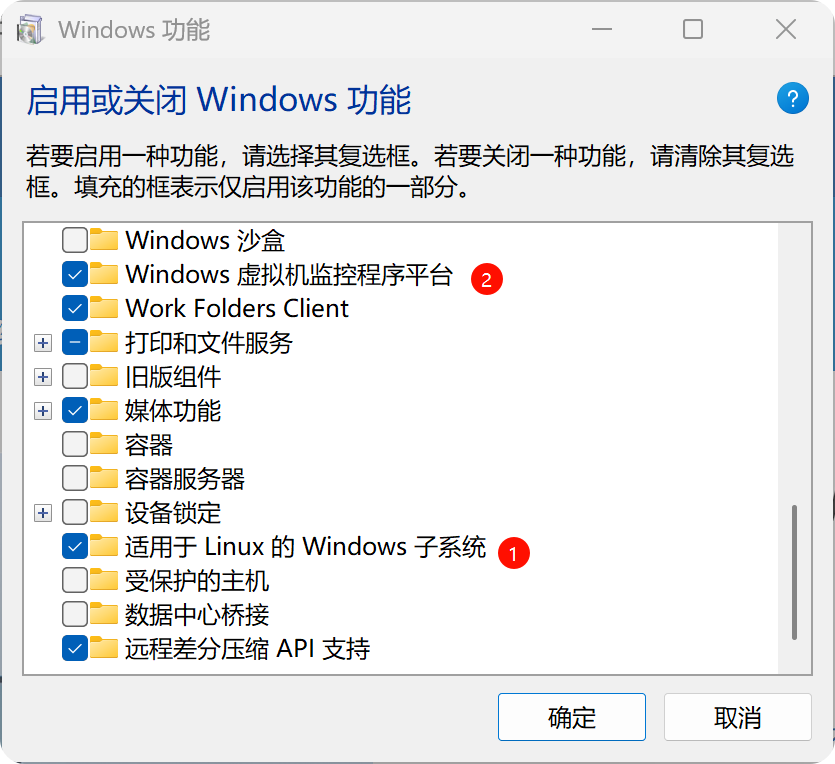 Windows 功能
启用或关闭 Windows 功能
?
若要启用一种功能，请选择其复选框。若要关闭一种功能，请清除其复选
框。填充的框表示仅启用该功能的一部分。
Windows 沙盒
Windows 虚拟机监控程序平台 2
Work Folders Client
打印和文件服务
旧版组件
媒体功能
容器
容器服务器
设备锁定
适用于 Linux 的 Windows 子系统 1
受保护的主机
数据中心桥接
远程差分压缩 API 支持
确定 取消